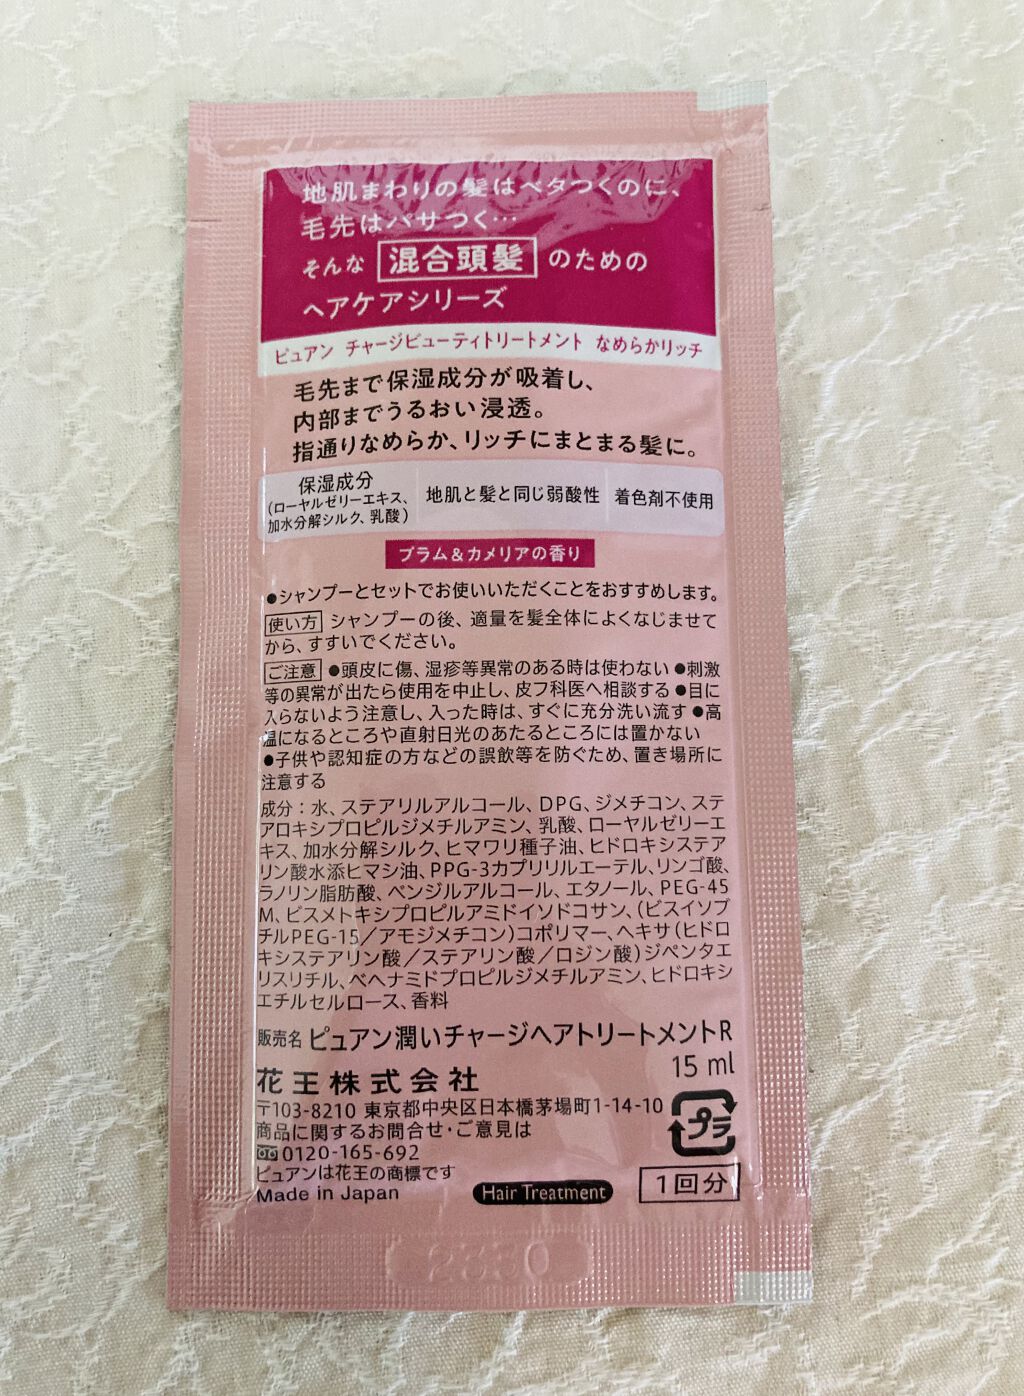 地肌まわりの髪はベタつくのに、
毛先はパサつく…
そんな 混合頭髪 のための
ヘアケアシリーズ
ピュアン チャージビューティトリートメント なめらかリッチ
毛先まで保湿成分が吸着し、
内部までうるおい浸透。
指通りなめらか、リッチにまとまる髪に。
保湿成分
(ローヤルゼリーエキス、
加水分解シルク、乳酸)
地肌と髪と同じ弱酸性
着色剤不使用
プラム&カメリアの香り
●シャンプーとセットでお使いいただくことをおすすめします。
使い方 シャンプーの後、適量を髪全体によくなじませて
から、すすいでください。
ご注意 ●頭皮に傷、湿疹等異常のある時は使わない ●刺激
等の異常が出たら使用を中止し、皮フ科医へ相談する ●目に
入らないよう注意し、入った時は、すぐに充分洗い流す ●高
温になるところや直射日光のあたるところには置かない
●子供や認知症の方などの誤飲等を防ぐため、置き場所に
注意する
成分：水、ステアリルアルコール、DPG、ジメチコン、ステ
アロキシプロピルジメチルアミン、乳酸、ローヤルゼリーエ
キス、加水分解シルク、ヒマワリ種子油、ヒドロキシステア
リン酸水添ヒマシ油、PPG-3カプリリルエーテル、リンゴ酸、
ラノリン脂肪酸、ベンジルアルコール、エタノール、PEG-45
M、ビスメトキシプロピルアミドイソドコサン、(ビスイソブ
チルPEG-15／アモジメチコン)コポリマー、ヘキサ(ヒドロ
キシステアリン酸／ステアリン酸／ロジン酸)ジペンタエ
リスリチル、ベヘナミドプロピルジメチルアミン、ヒドロキシ
エチルセルロース、香料
販売名 ピュアン潤いチャージヘアトリートメントR
15 ml
花王株式会社
〒103-8210 東京都中央区日本橋茅場町1-14-10
商品に関するお問合せ・ご意見は
0120-165-692
ピュアンは花王の商標です
Made in Japan
プラ
Hair Treatment
1回分
2330